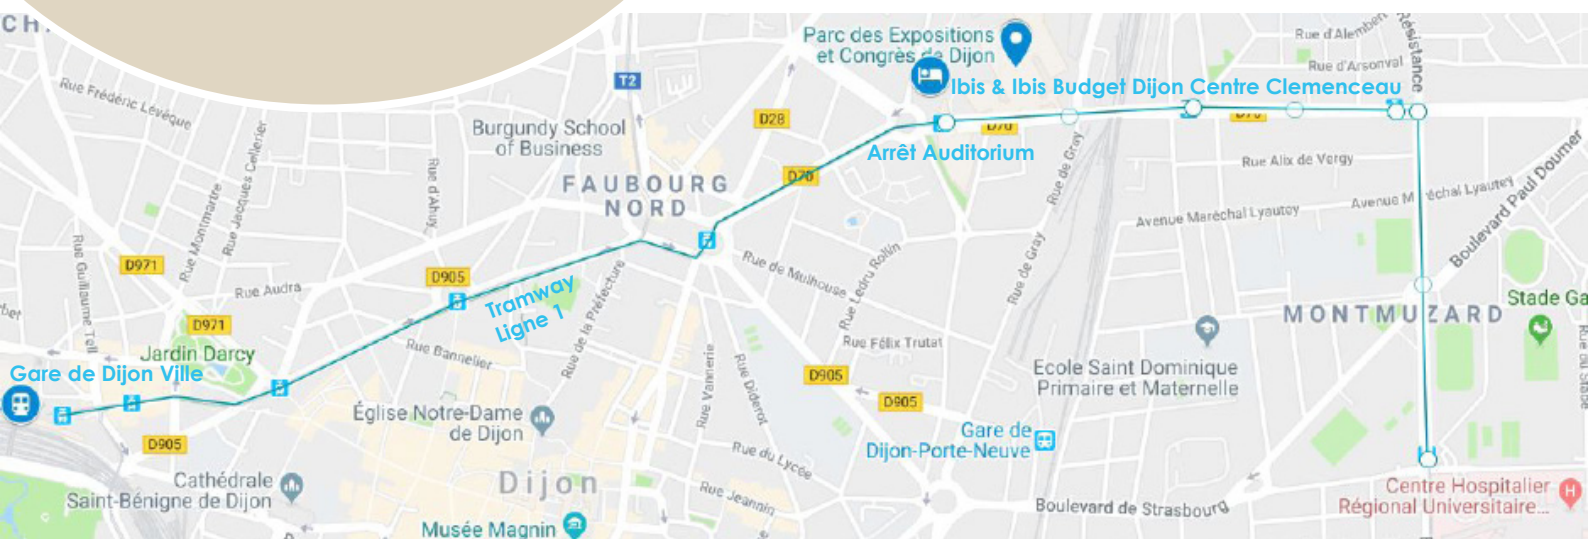 CH
Résistance
Parc des Expositions
et Congrès de Dijon
Rue d'Alembert
Rue d'Arsonval
T2
Ibis & Ibis Budget Dijon Centre Clemenceau
Rue Frédéric Lévêque
Rue Jacques Cellerier
Burgundy School
of Business
D28
D70
D70
Arrêt Auditorium
Rue de Gray
Rue Alix de Vergy
Boulevard Paul Doumer
Rue d'Ahuy
FAUBOURG
NORD
D70
Rue Montmartre
Avenue Maréchal Lyautey
Avenue Maréchal Lyautey
Rue Guillaume Tell
D971
D905
Rue Audra
Rue de Mulhouse
Rue Ledru Rollin
Rue de Gray
Tramway
Ligne 1
Rue de la Préfecture
D971
MONTMUZARD
Stade Ga
Rue du Stade
Jardin Darcy
Rue Bannelier
Rue Vannerie
Rue Diderot
Rue Félix Trutat
Gare de Dijon Ville
Ecole Saint Dominique
Primaire et Maternelle
D905
D905
Église Notre-Dame
de Dijon
D905
Gare de
Dijon-Porte-Neuve
Rue du Lycée
Cathédrale
Saint-Bénigne de Dijon
Dijon
Rue Jeannin
Boulevard de Strasbourg
Centre Hospitalier
Régional Universitaire...
H
Musée Magnin